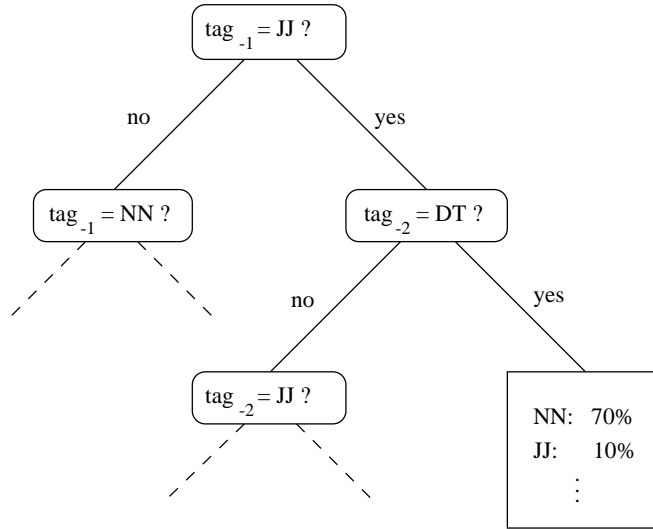 tag -1 = JJ ?
no
yes
tag -1 = NN ?
tag -2 = DT ?
no
yes
tag -2 = JJ ?
NN: 70%
JJ: 10%
⋮